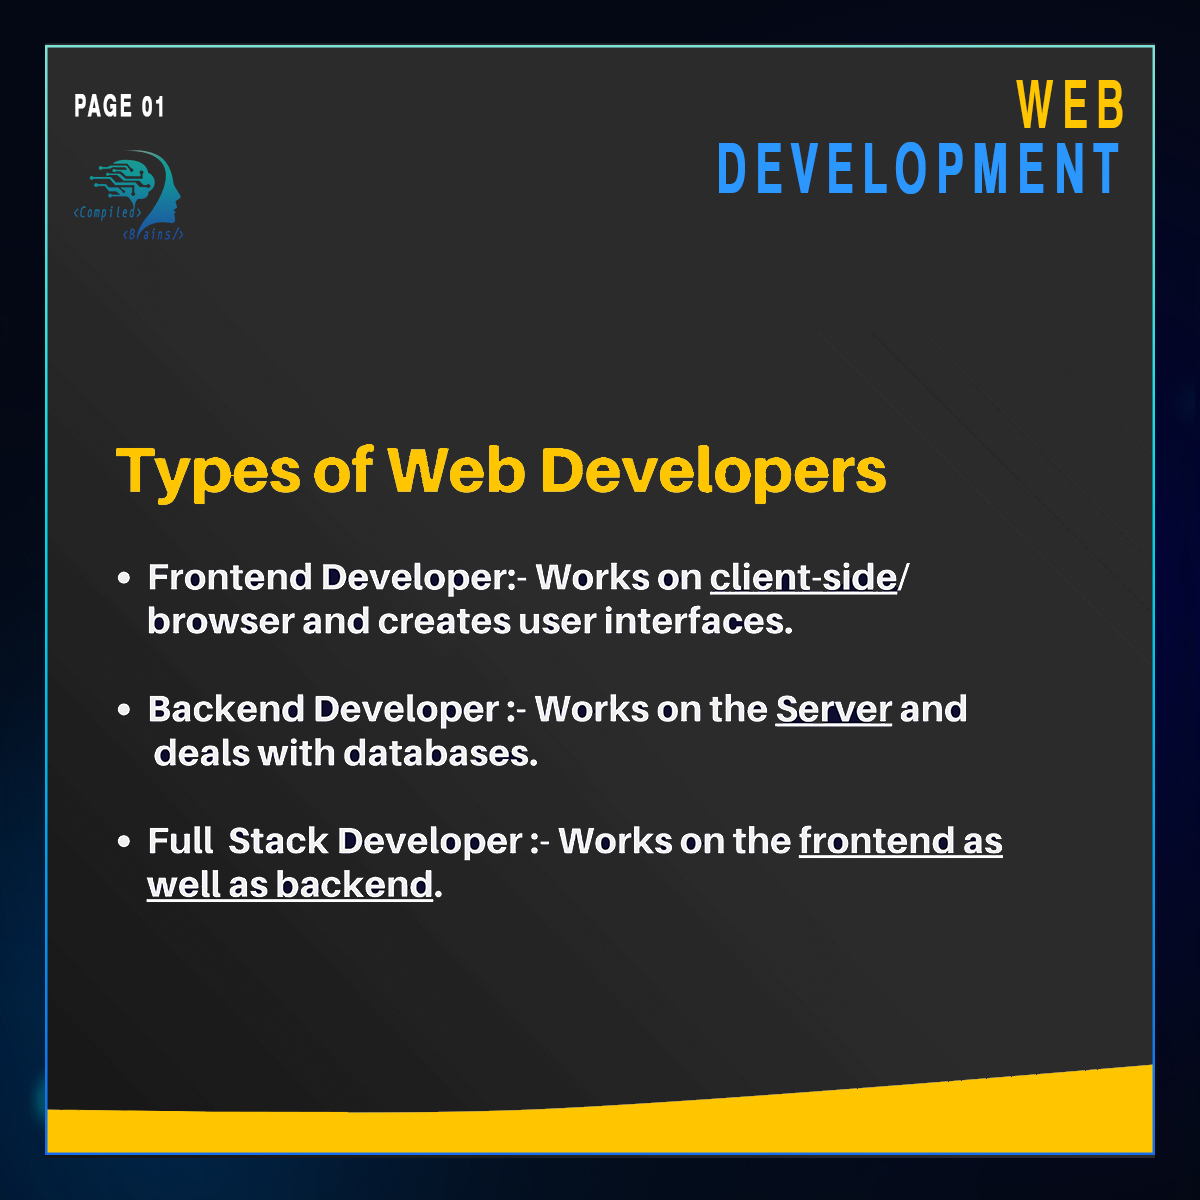 PAGE 01
WEB
DEVELOPMENT
<Compiled>
<Brains/>
Types of Web Developers
• Frontend Developer:- Works on client-side/
browser and creates user interfaces.
• Backend Developer :- Works on the Server and
deals with databases.
• Full  Stack Developer :- Works on the frontend as
well as backend.